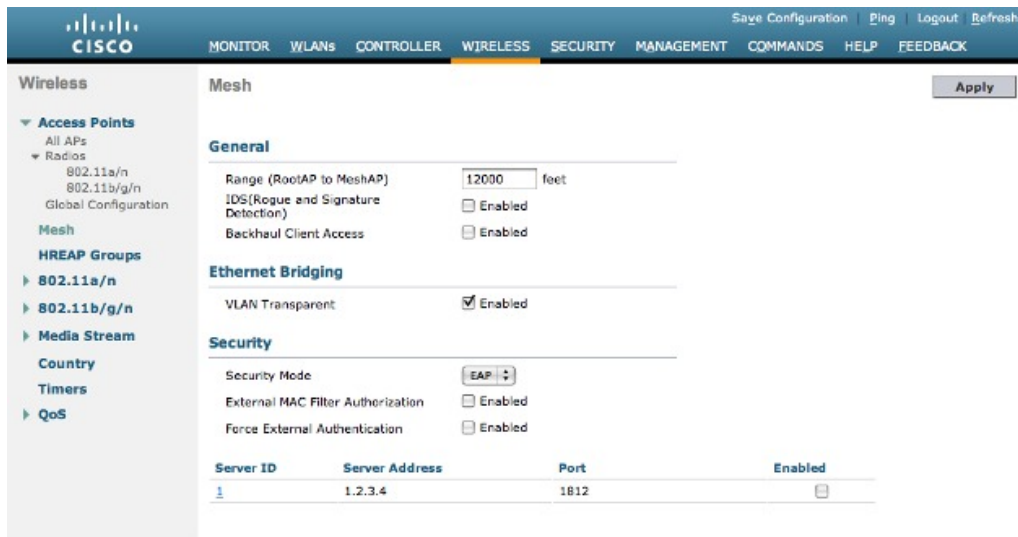 Save Configuration Ping Logout Refresh
CISCO
MONITOR WLANs CONTROLLER WIRELESS SECURITY MANAGEMENT COMMANDS HELP FEEDBACK
Wireless
Access Points
All APs
Radios
802.11a/n
802.11b/g/n
Global Configuration
Mesh
HREAP Groups
802.11a/n
802.11b/g/n
Media Stream
Country
Timers
QoS
Mesh
Apply
General
Range (RootAP to MeshAP) 12000 feet
IDS(Rogue and Signature
Detection) Enabled
Backhaul Client Access Enabled
Ethernet Bridging
VLAN Transparent Enabled
Security
Security Mode EAP
External MAC Filter Authorization Enabled
Force External Authentication Enabled
Server ID Server Address Port Enabled
1 1.2.3.4 1812